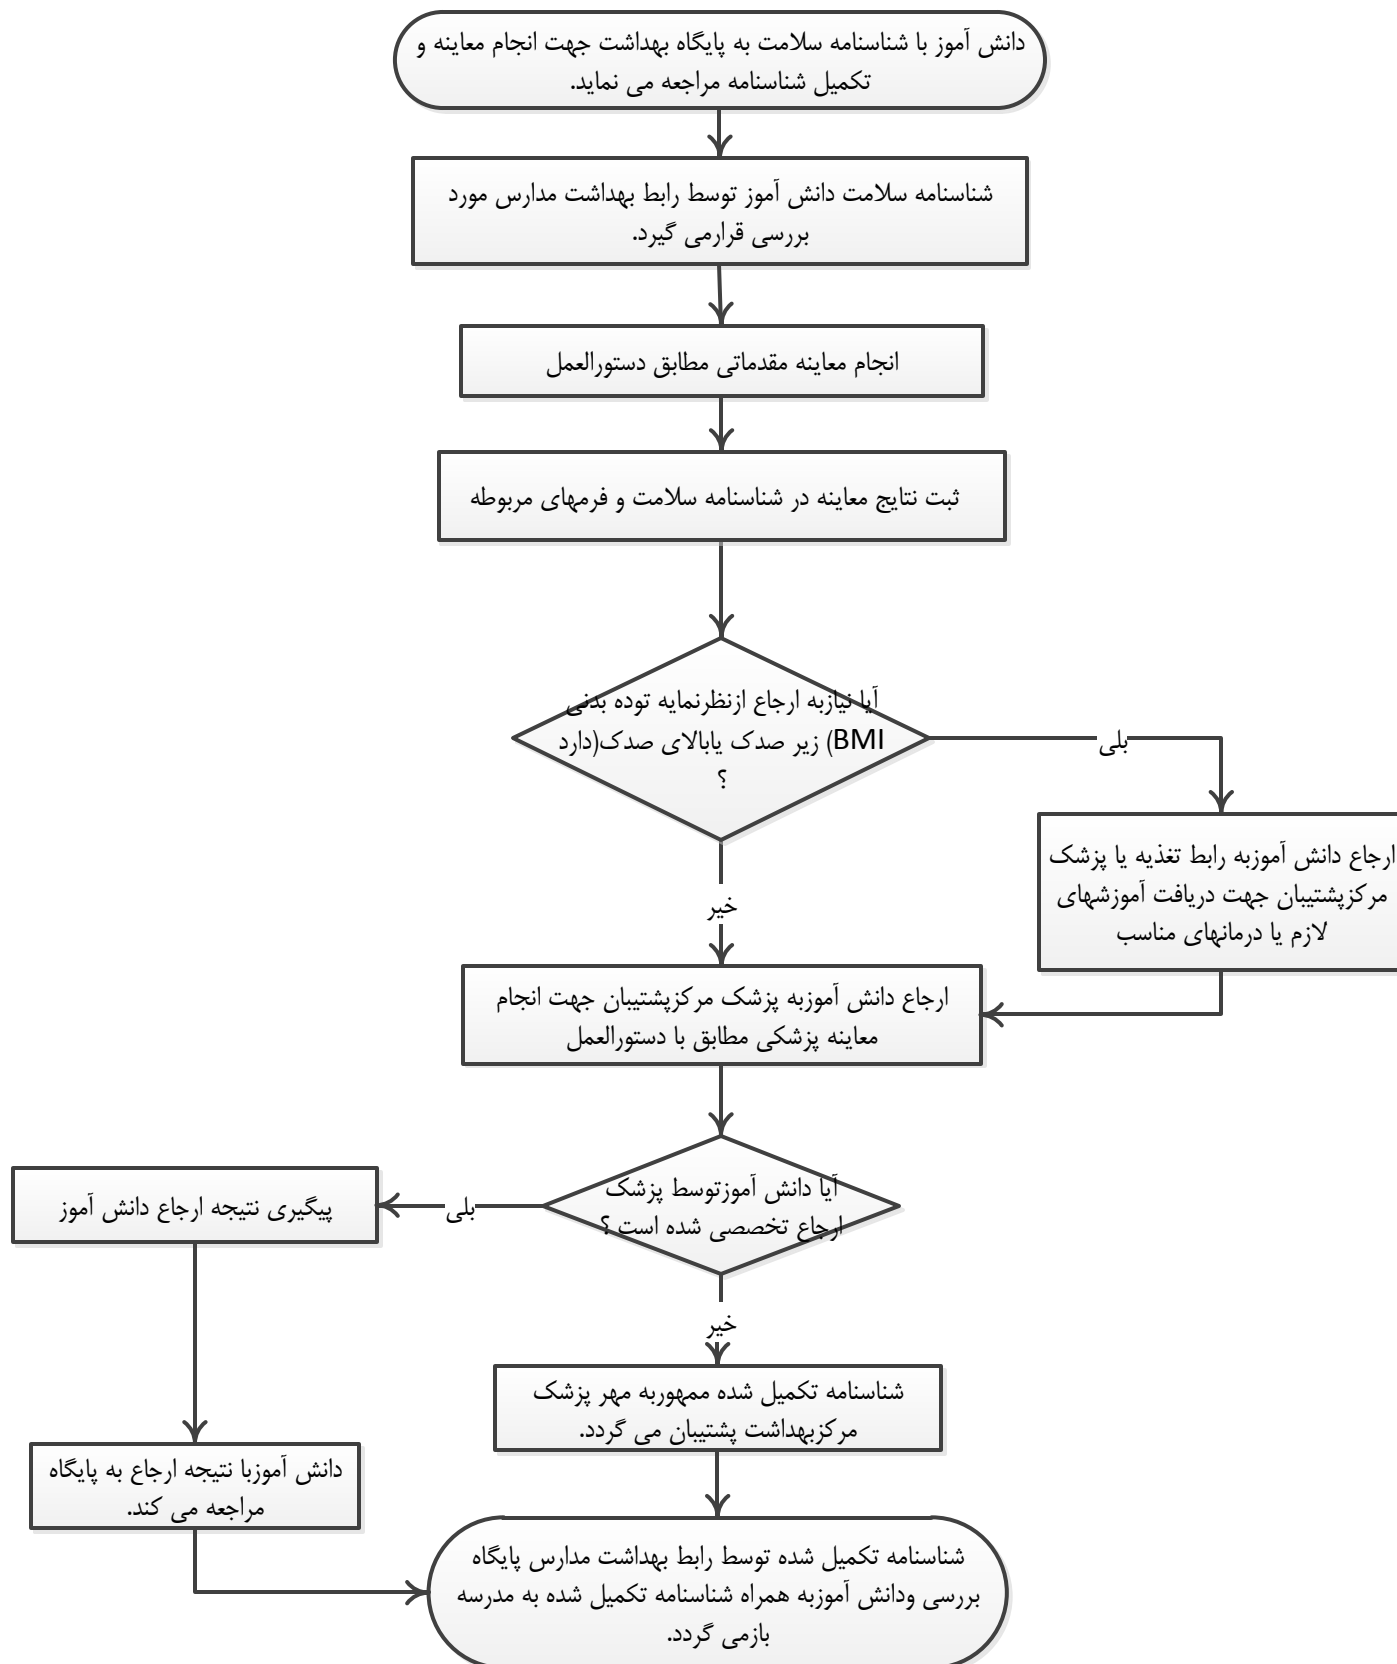 دانش آموز با شناسنامه سلامت به پایگاه بهداشت جهت انجام معاینه و
تکمیل شناسنامه مراجعه می نماید.
شناسنامه سلامت دانش آموز توسط رابط بهداشت مدارس مورد
بررسی قرارمی گیرد.
انجام معاینه مقدماتی مطابق دستورالعمل
ثبت نتایج معاینه در شناسنامه سلامت و فرمهای مربوطه
آیا نیازبه ارجاع ازنظرنمایه توده بدنی
BMI) زیر صدک یابالای صدک(دارد
؟
بلی
ارجاع دانش آموزبه رابط تغذیه یا پزشک
مرکزپشتیبان جهت دریافت آموزشهای
لازم یا درمانهای مناسب
خیر
ارجاع دانش آموزبه پزشک مرکزپشتیبان جهت انجام
معاینه پزشکی مطابق با دستورالعمل
آیا دانش آموزتوسط پزشک
ارجاع تخصصی شده است ؟
بلی
پیگیری نتیجه ارجاع دانش آموز
خیر
شناسنامه تکمیل شده ممهوربه مهر پزشک
مرکزبهداشت پشتیبان می گردد.
دانش آموزبا نتیجه ارجاع به پایگاه
مراجعه می کند.
شناسنامه تکمیل شده توسط رابط بهداشت مدارس پایگاه
بررسی ودانش آموزبه همراه شناسنامه تکمیل شده به مدرسه
بازمی گردد.